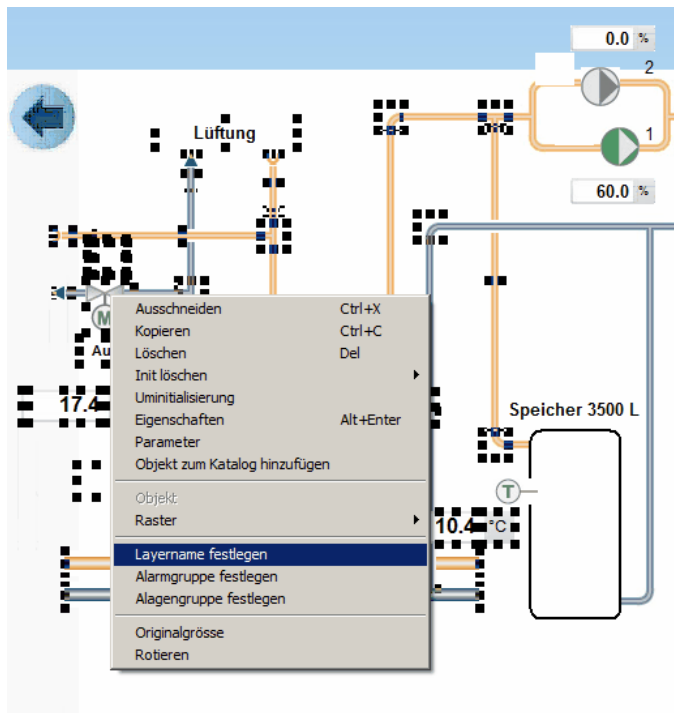 0.0 %
2
Lüftung
1
60.0 %
M
Au
Ausschneiden Ctrl+X
Kopieren Ctrl+C
Löschen Del
Init löschen
Uminitialisierung
17.4
Eigenschaften Alt+Enter
Speicher 3500 L
Parameter
Objekt zum Katalog hinzufügen
T
Objekt
Raster
10.4 °C
Layername festlegen
Alarmgruppe festlegen
Alagengruppe festlegen
Originalgrösse
Rotieren